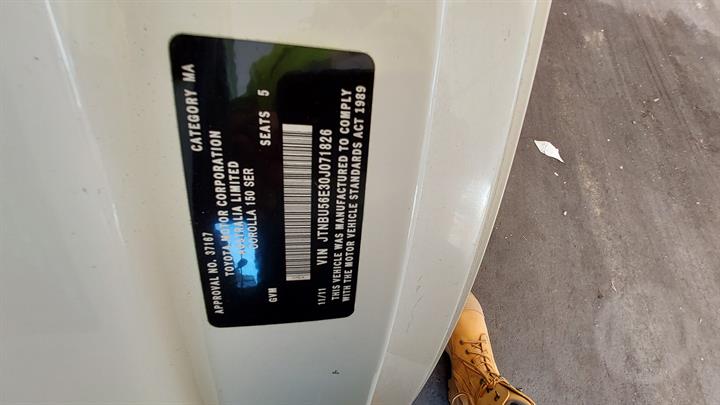 APPROVAL NO. 37167 CATEGORY MA
TOYOTA MOTOR CORPORATION
AUSTRALIA LIMITED
COROLLA 150 SER
GVM SEATS 5
11/11 VIN JTNBU56E30J071826
THIS VEHICLE WAS MANUFACTURED TO COMPLY
WITH THE MOTOR VEHICLE STANDARDS ACT 1989